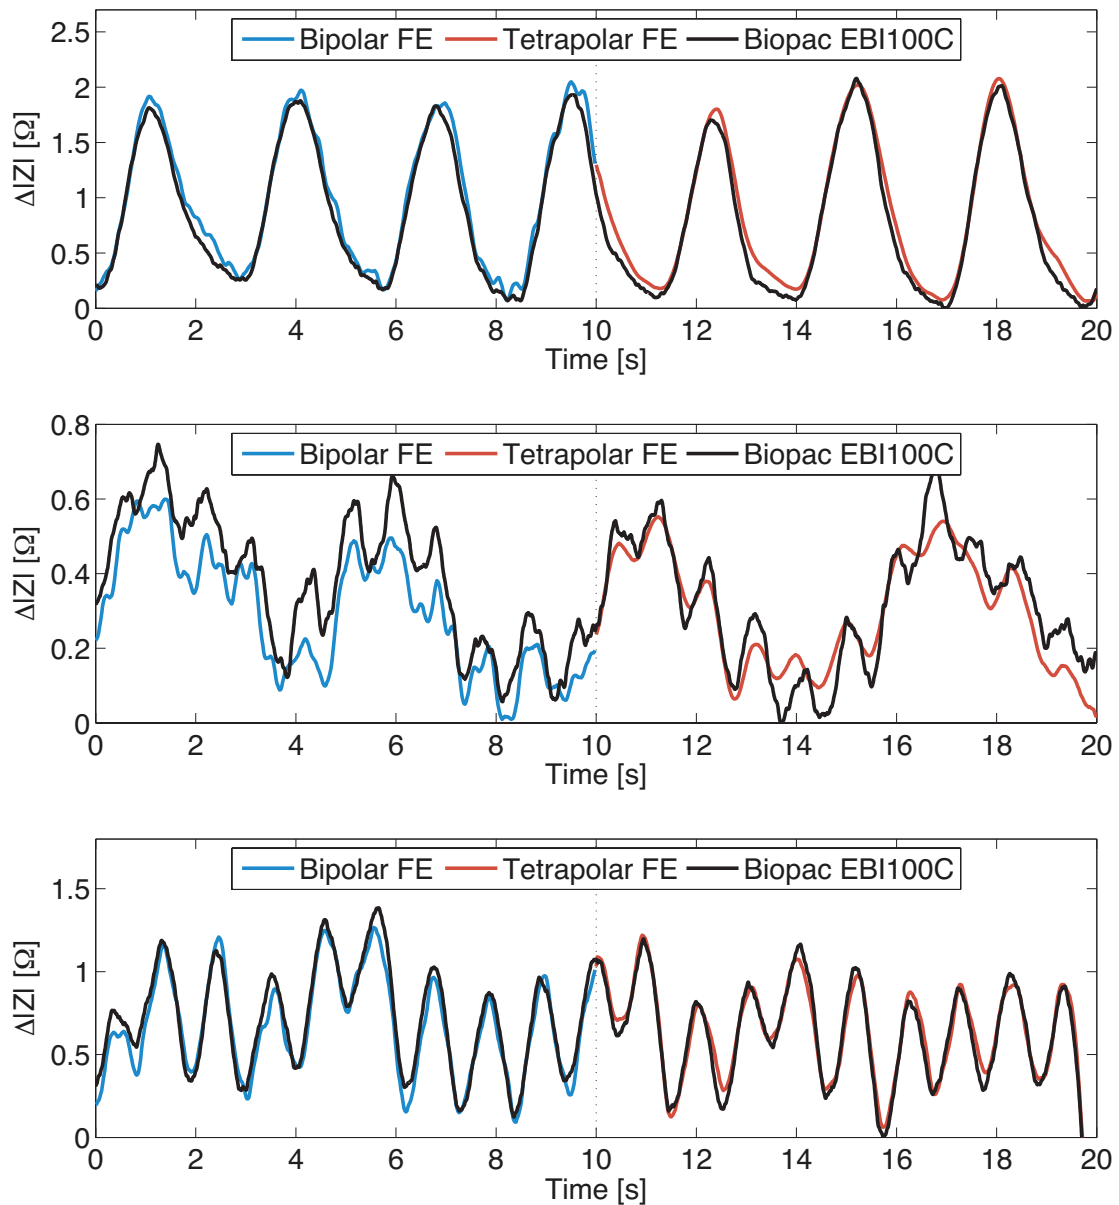 2.5
2
1.5
1
0.5
0
Δ|Z| [Ω]
Bipolar FE Tetrapolar FE Biopac EBI100C
0 2 4 6 8 10 12 14 16 18 20
Time [s]
0.8
0.6
0.4
0.2
0
Δ|Z| [Ω]
Bipolar FE Tetrapolar FE Biopac EBI100C
0 2 4 6 8 10 12 14 16 18 20
Time [s]
1.5
1
0.5
0
Δ|Z| [Ω]
Bipolar FE Tetrapolar FE Biopac EBI100C
0 2 4 6 8 10 12 14 16 18 20
Time [s]